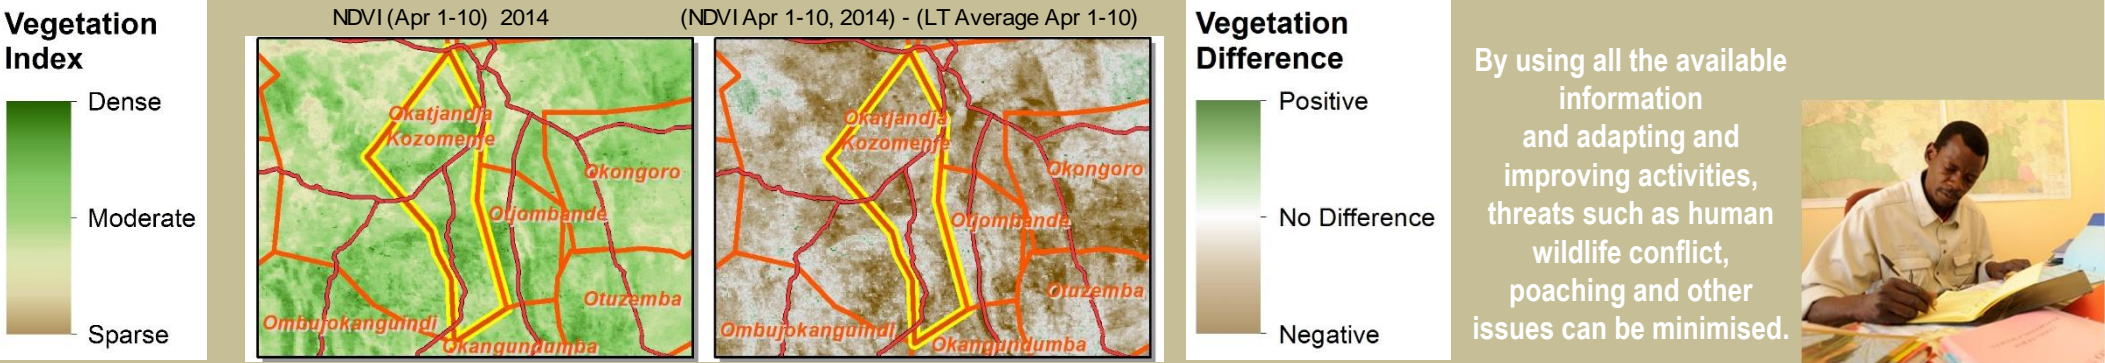 Vegetation
Index
Dense
Moderate
Sparse
NDVI (Apr 1-10) 2014
Okatjandja
Kozomenje
Okongoro
Otjombande
Otuzemba
Ombujokanguindi
Okangundumba
(NDVI Apr 1-10, 2014) - (LT Average Apr 1-10)
Okatjandja
Kozomenje
Okongoro
Otjombande
Otuzemba
Ombujokanguindi
Okangundumba
Vegetation
Difference
Positive
No Difference
Negative
By using all the available
information
and adapting and
improving activities,
threats such as human
wildlife conflict,
poaching and other
issues can be minimised.